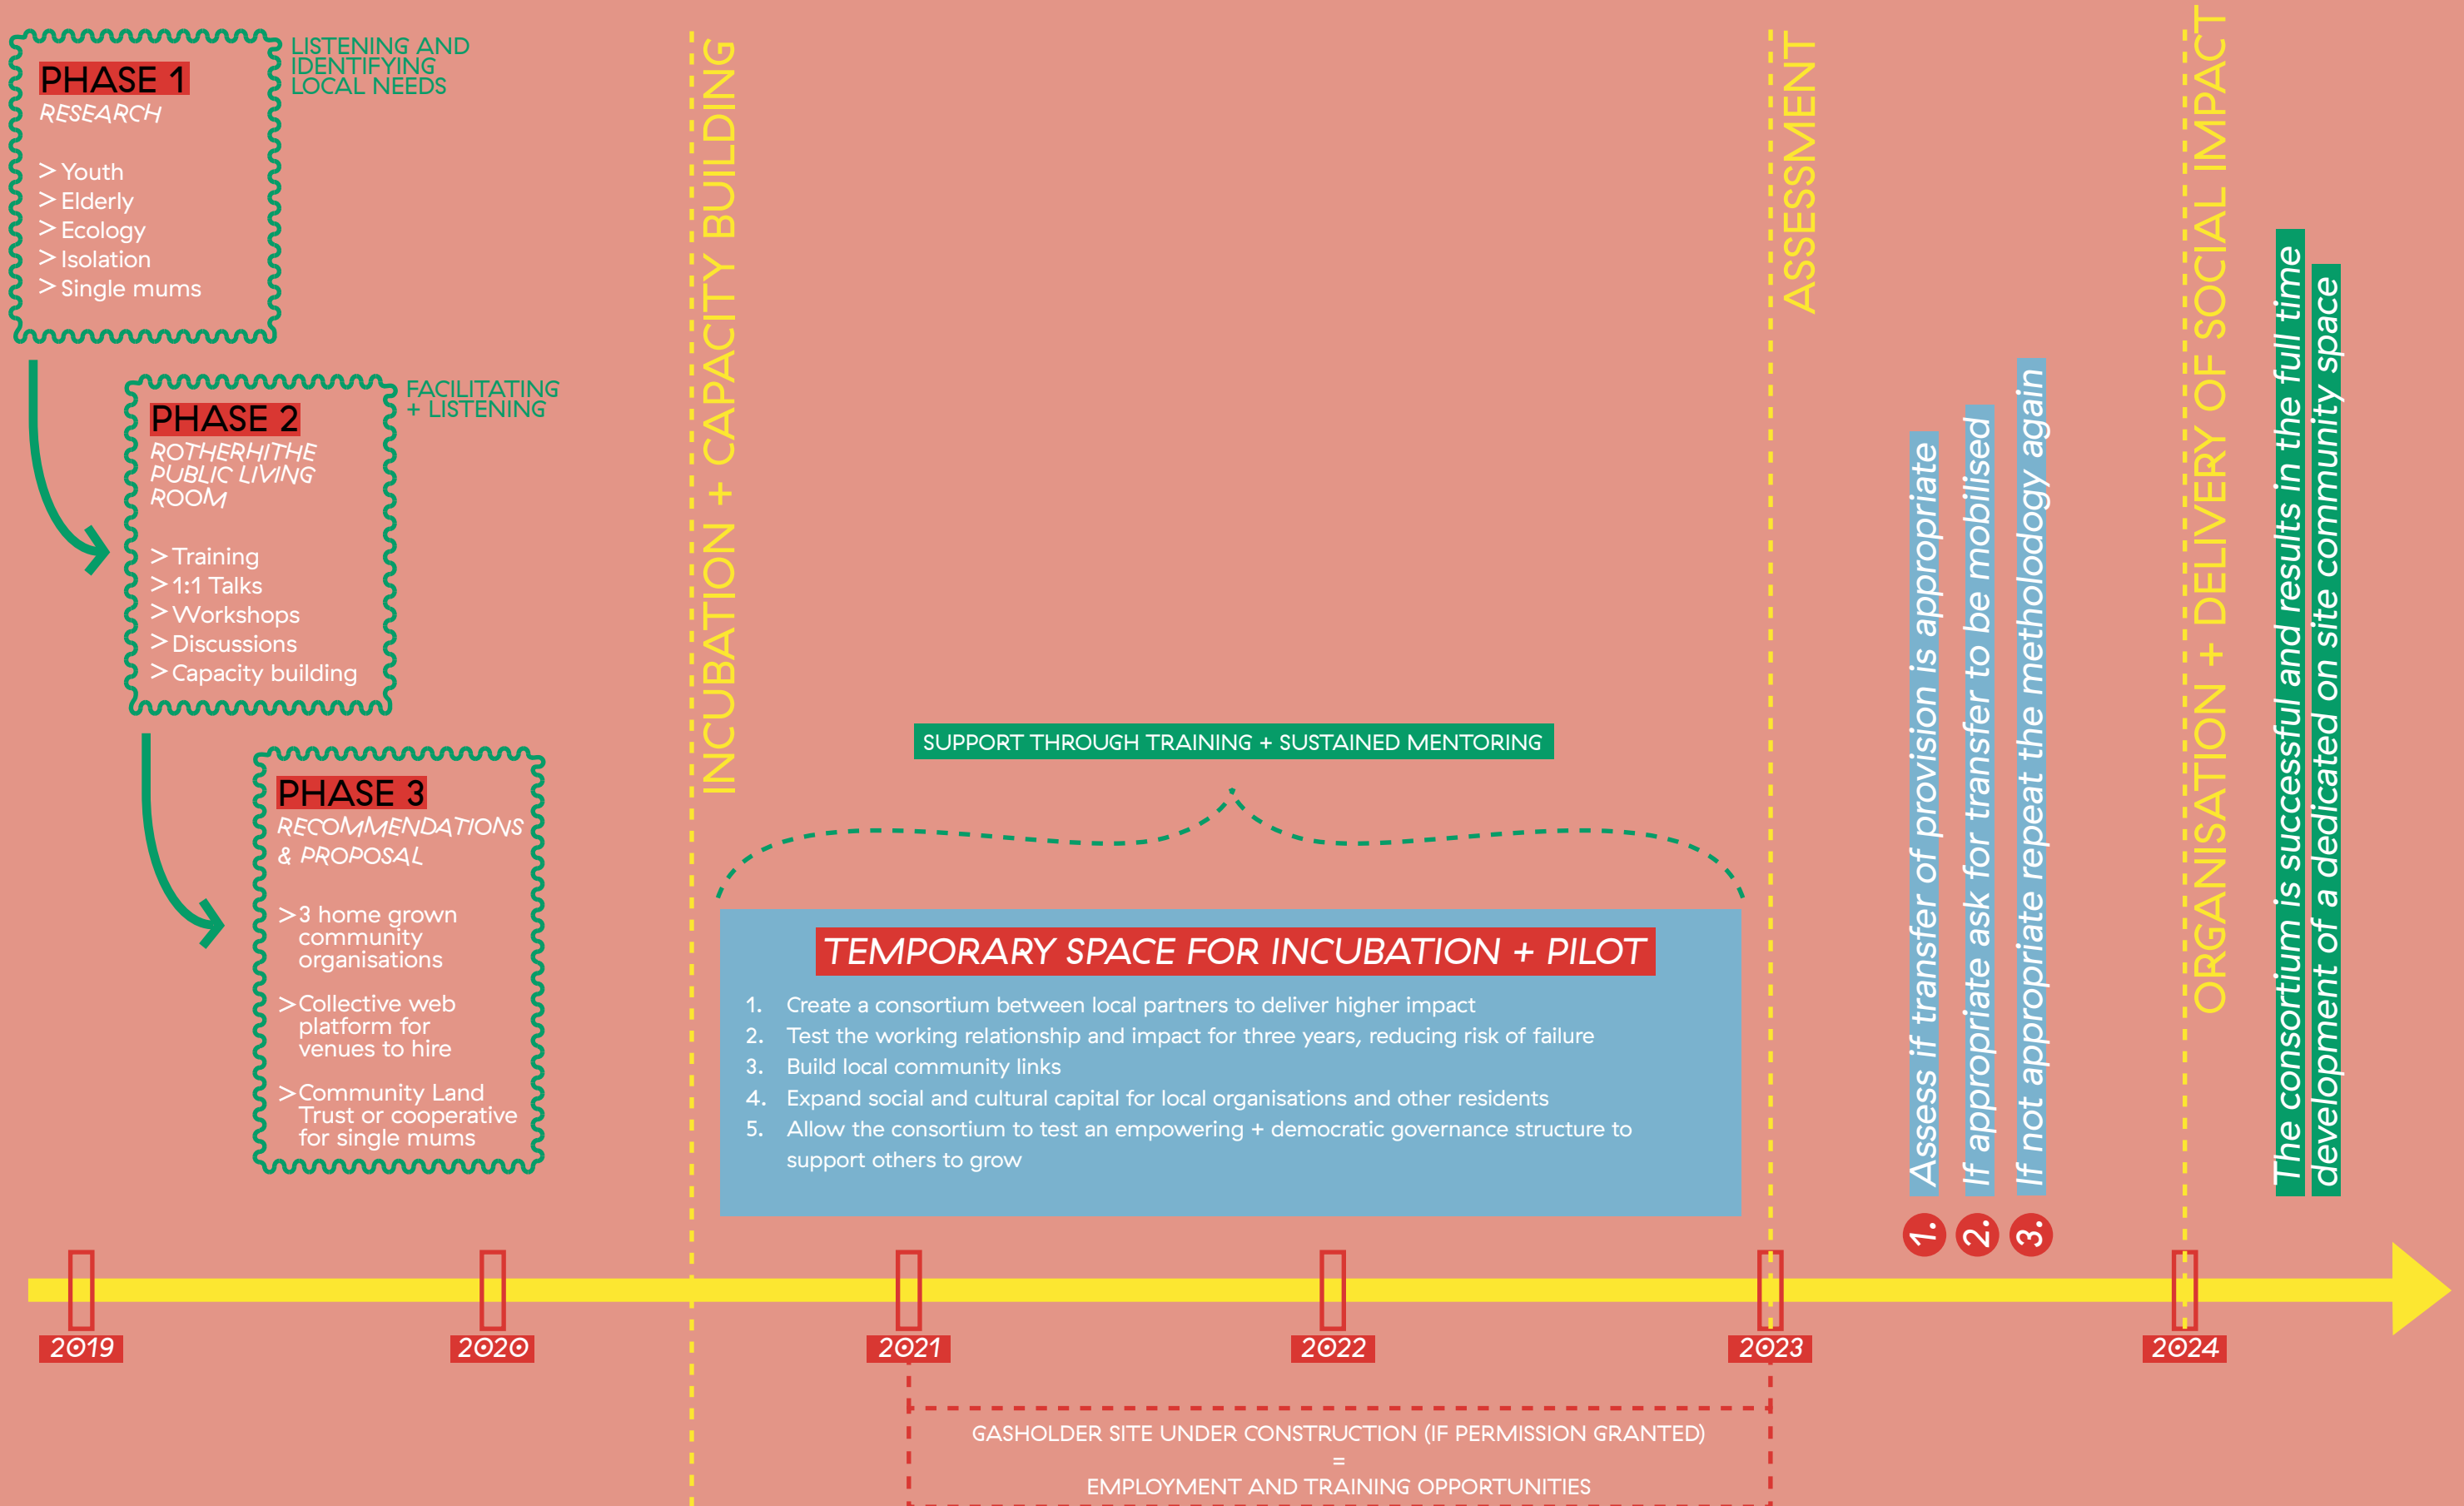 PHASE 1
RESEARCH
> Youth
> Elderly
> Ecology
> Isolation
> Single mums
LISTENING AND
IDENTIFYING
LOCAL NEEDS
PHASE 2
ROTHERHITHE
PUBLIC LIVING
ROOM
> Training
> 1:1 Talks
> Workshops
> Discussions
> Capacity building
FACILITATING
+ LISTENING
PHASE 3
RECOMMENDATIONS
& PROPOSAL
> 3 home grown
community
organisations
> Collective web
platform for
venues to hire
> Community Land
Trust or cooperative
for single mums
INCUBATION + CAPACITY BUILDING
SUPPORT THROUGH TRAINING + SUSTAINED MENTORING
TEMPORARY SPACE FOR INCUBATION + PILOT
1. Create a consortium between local partners to deliver higher impact
2. Test the working relationship and impact for three years, reducing risk of failure
3. Build local community links
4. Expand social and cultural capital for local organisations and other residents
5. Allow the consortium to test an empowering + democratic governance structure to
support others to grow
ASSESSMENT
1. Assess if transfer of provision is appropriate
2. If appropriate ask for transfer to be mobilised
3. If not appropriate repeat the metholodogy again
ORGANISATION + DELIVERY OF SOCIAL IMPACT
The consortium is successful and results in the full time
development of a dedicated on site community space
2019
2020
2021
2022
2023
2024
GASHOLDER SITE UNDER CONSTRUCTION (IF PERMISSION GRANTED)
=
EMPLOYMENT AND TRAINING OPPORTUNITIES